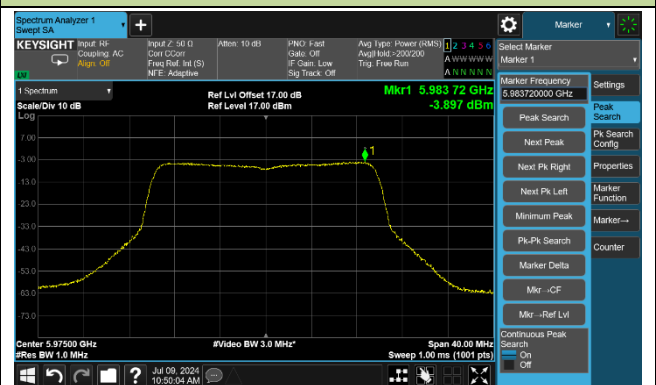 Spectrum Analyzer 1
Swept SA
Marker
KEYSIGHT
Input: RF
Coupling: AC
Align: Off
Input Z: 50 Ω
Corr CCorr
Freq Ref: Int (S)
NFE: Adaptive
Atten: 10 dB
PNO: Fast
Gate: Off
IF Gain: Low
Sig Track: Off
Avg Type: Power (RMS)
Avg|Hold:>200/200
Trig: Free Run
1 2 3 4 5 6
A W W W W W
A N N N N N
LM
Select Marker
Marker 1
1 Spectrum
Scale/Div 10 dB
Log
Ref Lvl Offset 17.00 dB
Ref Level 17.00 dBm
Mkr1 5.983 72 GHz
-3.897 dBm
7.00
-3.00
-13.0
-23.0
-33.0
-43.0
-53.0
-63.0
-73.0
1
Center 5.97500 GHz
#Res BW 1.0 MHz
#Video BW 3.0 MHz*
Span 40.00 MHz
Sweep 1.00 ms (1001 pts)
Marker Frequency
5.983720000 GHz
Peak Search
Next Peak
Next Pk Right
Next Pk Left
Minimum Peak
Pk-Pk Search
Marker Delta
Mkr→CF
Mkr→Ref Lvl
Continuous Peak
Search
On
Off
Settings
Peak
Search
Pk Search
Config
Properties
Marker
Function
Marker→
Counter
Jul 09, 2024
10:50:04 AM